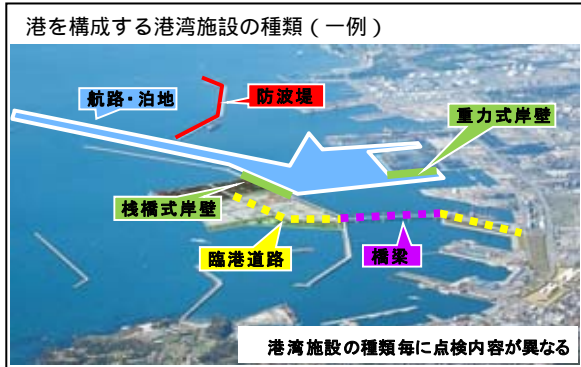 港を構成する港湾施設の種類（一例）
航路・泊地
防波堤
重力式岸壁
桟橋式岸壁
臨港道路
橋梁
港湾施設の種類毎に点検内容が異なる